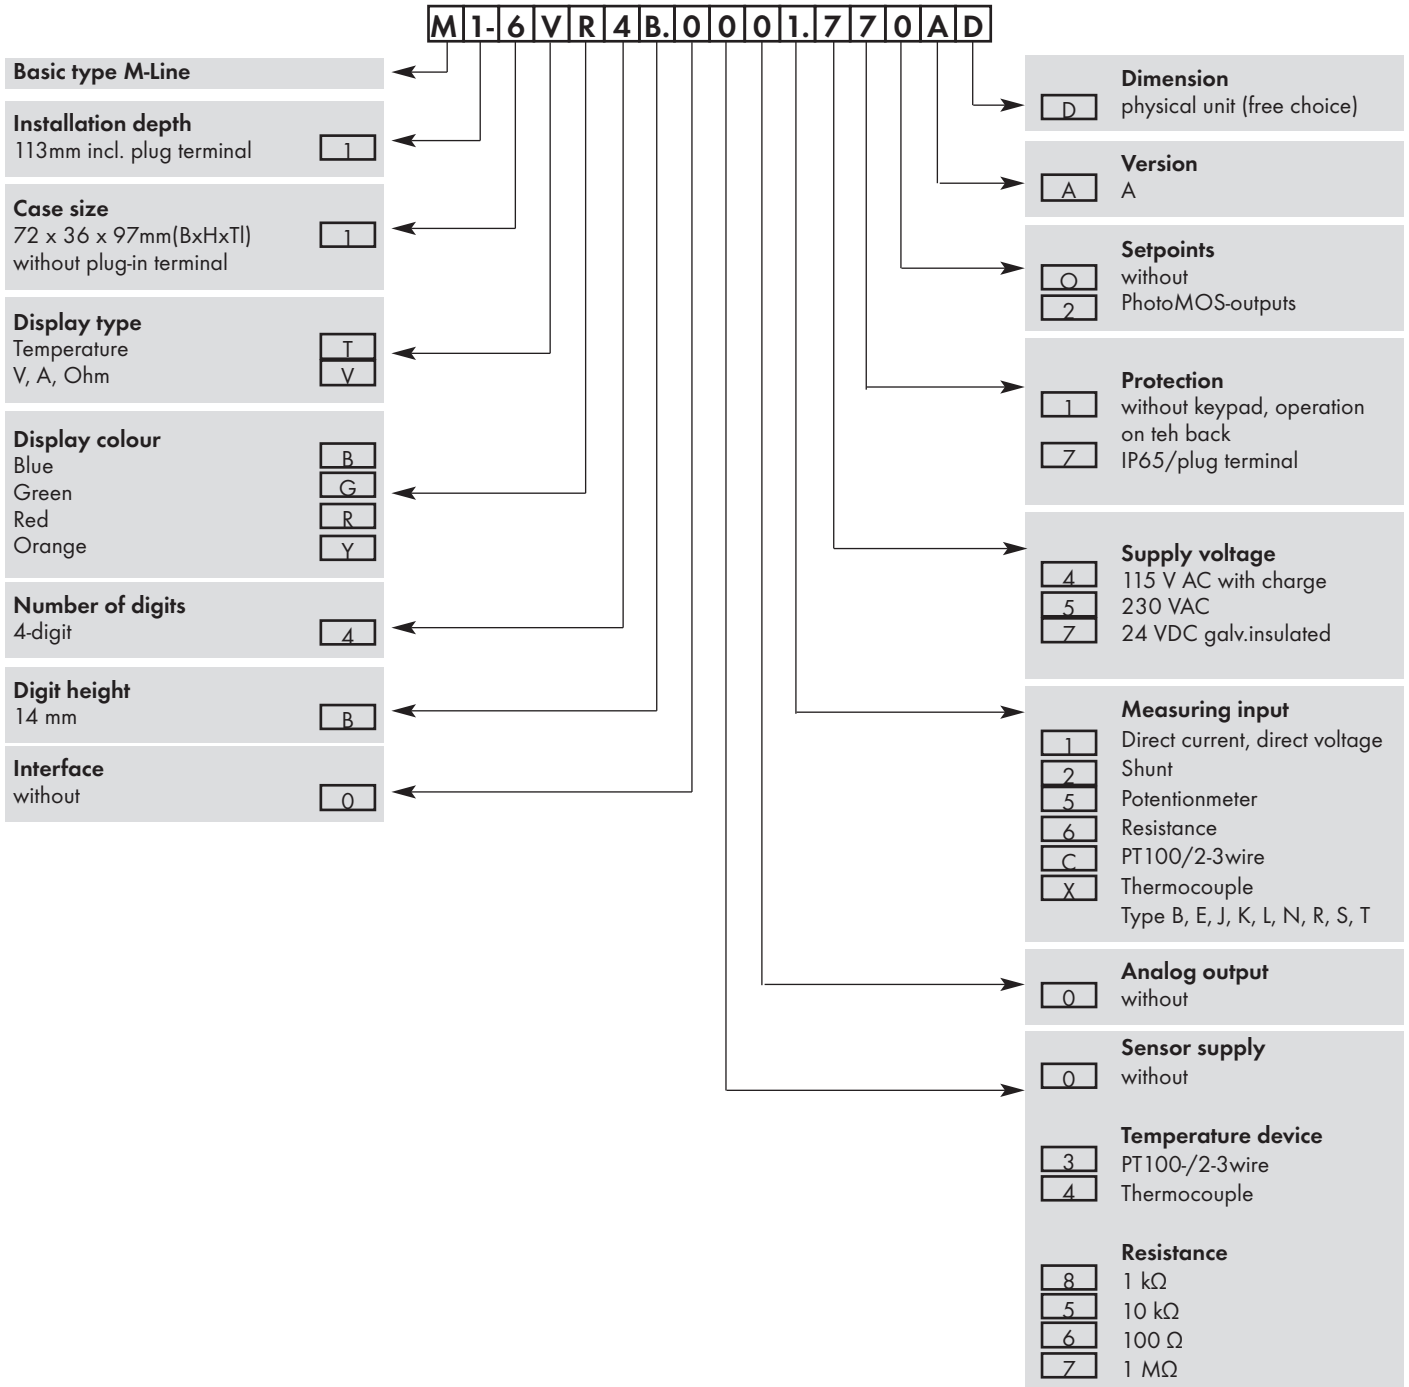 M 1- 6 V R 4 B. 0 0 0 1. 7 7 0 A D
Basic type M-Line
Installation depth
113mm incl. plug terminal 1
Case size
72 x 36 x 97mm(BxHxTl) 1
without plug-in terminal
Display type
Temperature T
V, A, Ohm V
Display colour
Blue B
Green G
Red R
Orange Y
Number of digits
4-digit 4
Digit height
14 mm B
Interface
without 0
Dimension
D physical unit (free choice)
Version
A A
Setpoints
O without
2 PhotoMOS-outputs
Protection
1 without keypad, operation
on teh back
7 IP65/plug terminal
Supply voltage
4 115 V AC with charge
5 230 VAC
7 24 VDC galv.insulated
Measuring input
1 Direct current, direct voltage
2 Shunt
5 Potentionmeter
6 Resistance
C PT100/2-3wire
X Thermocouple
Type B, E, J, K, L, N, R, S, T
Analog output
0 without
Sensor supply
0 without
Temperature device
3 PT100-/2-3wire
4 Thermocouple
Resistance
8 1 kΩ
5 10 kΩ
6 100 Ω
7 1 MΩ